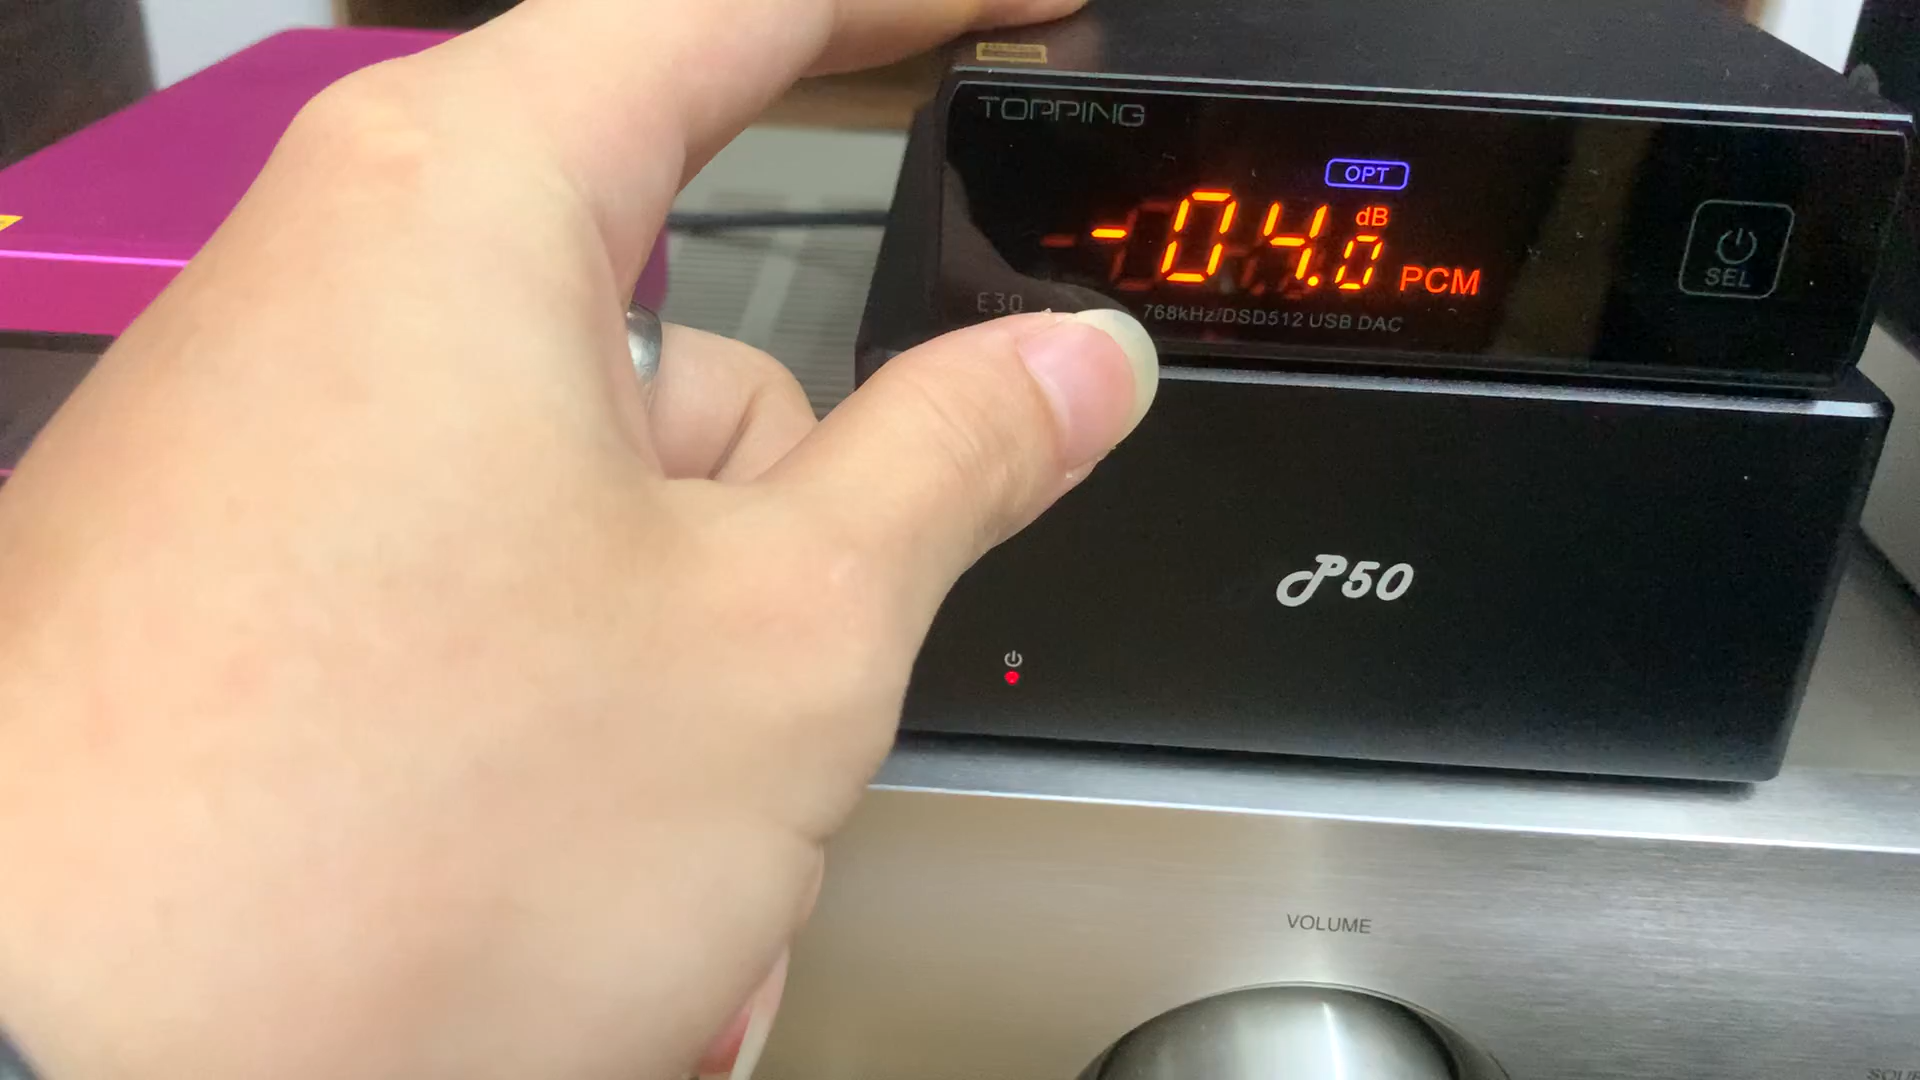 TOPPING
OPT
-04.0 dB PCM
SEL
E30
768kHz/DSD512 USB DAC
P50
VOLUME